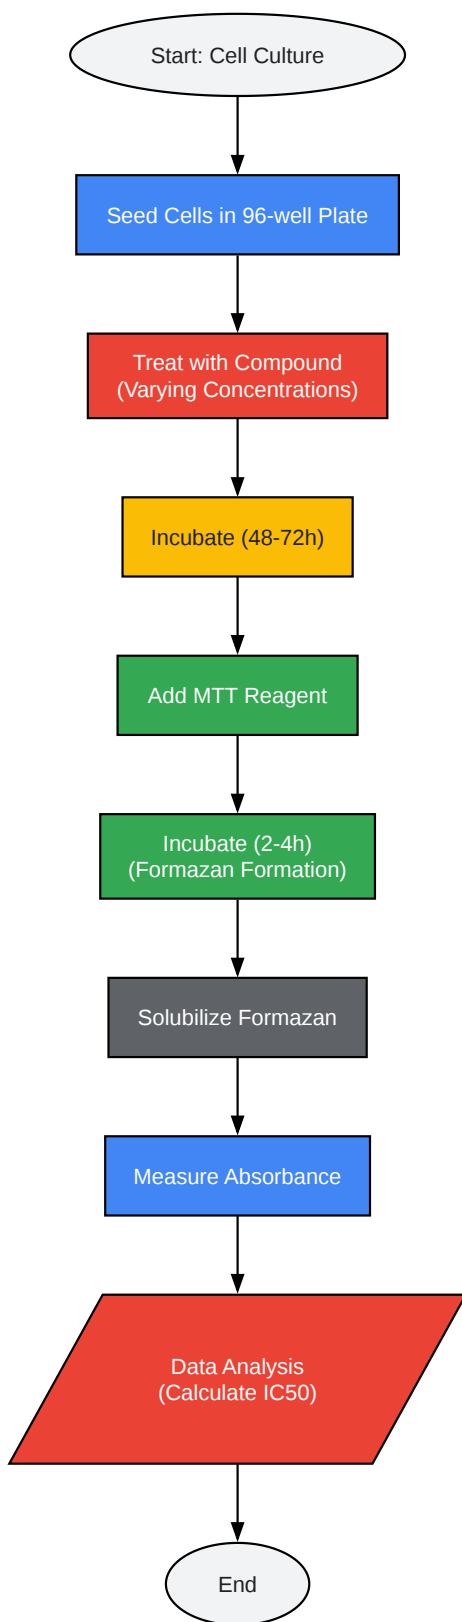 Start: Cell Culture
Seed Cells in 96-well Plate
Treat with Compound
(Varying Concentrations)
Incubate (48-72h)
Add MTT Reagent
Incubate (2-4h)
(Formazan Formation)
Solubilize Formazan
Measure Absorbance
Data Analysis
(Calculate IC50)
End